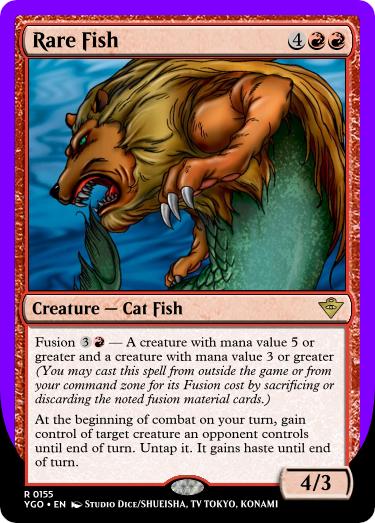 Rare Fish 4
Creature — Cat Fish
Fusion 3 — A creature with mana value 5 or
greater and a creature with mana value 3 or greater
(You may cast this spell from outside the game or from
your command zone for its Fusion cost by sacrificing or
discarding the noted fusion material cards.)
At the beginning of combat on your turn, gain
control of target creature an opponent controls
until end of turn. Untap it. It gains haste until end
of turn.
4/3
R 0155
YGO • EN Studio Dice/SHUEISHA, TV TOKYO, KONAMI